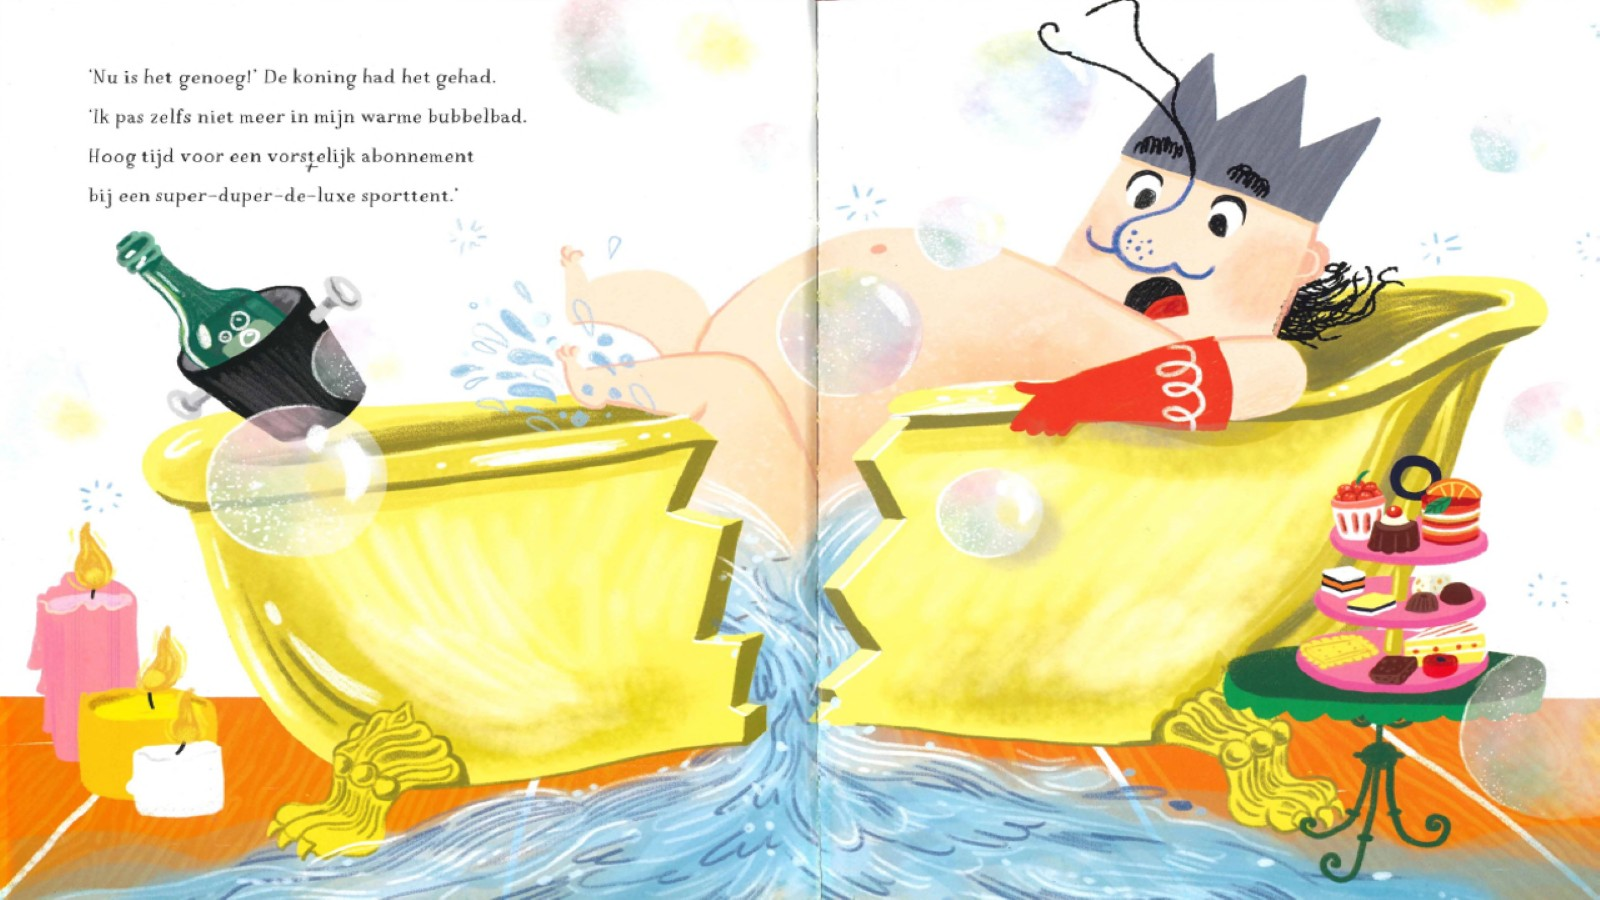 'Nu is het genoeg!' De koning had het gehad.
'Ik pas zelfs niet meer in mijn warme bubbelbad.
Hoog tijd voor een vorstelijk abonnement
bij een super-duper-de-luxe sporttent.'